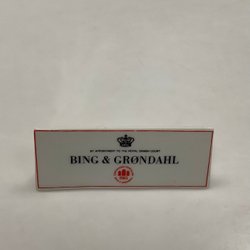 BY APPOINTMENT TO THE ROYAL DANISH COURT
BING & GRØNDAHL